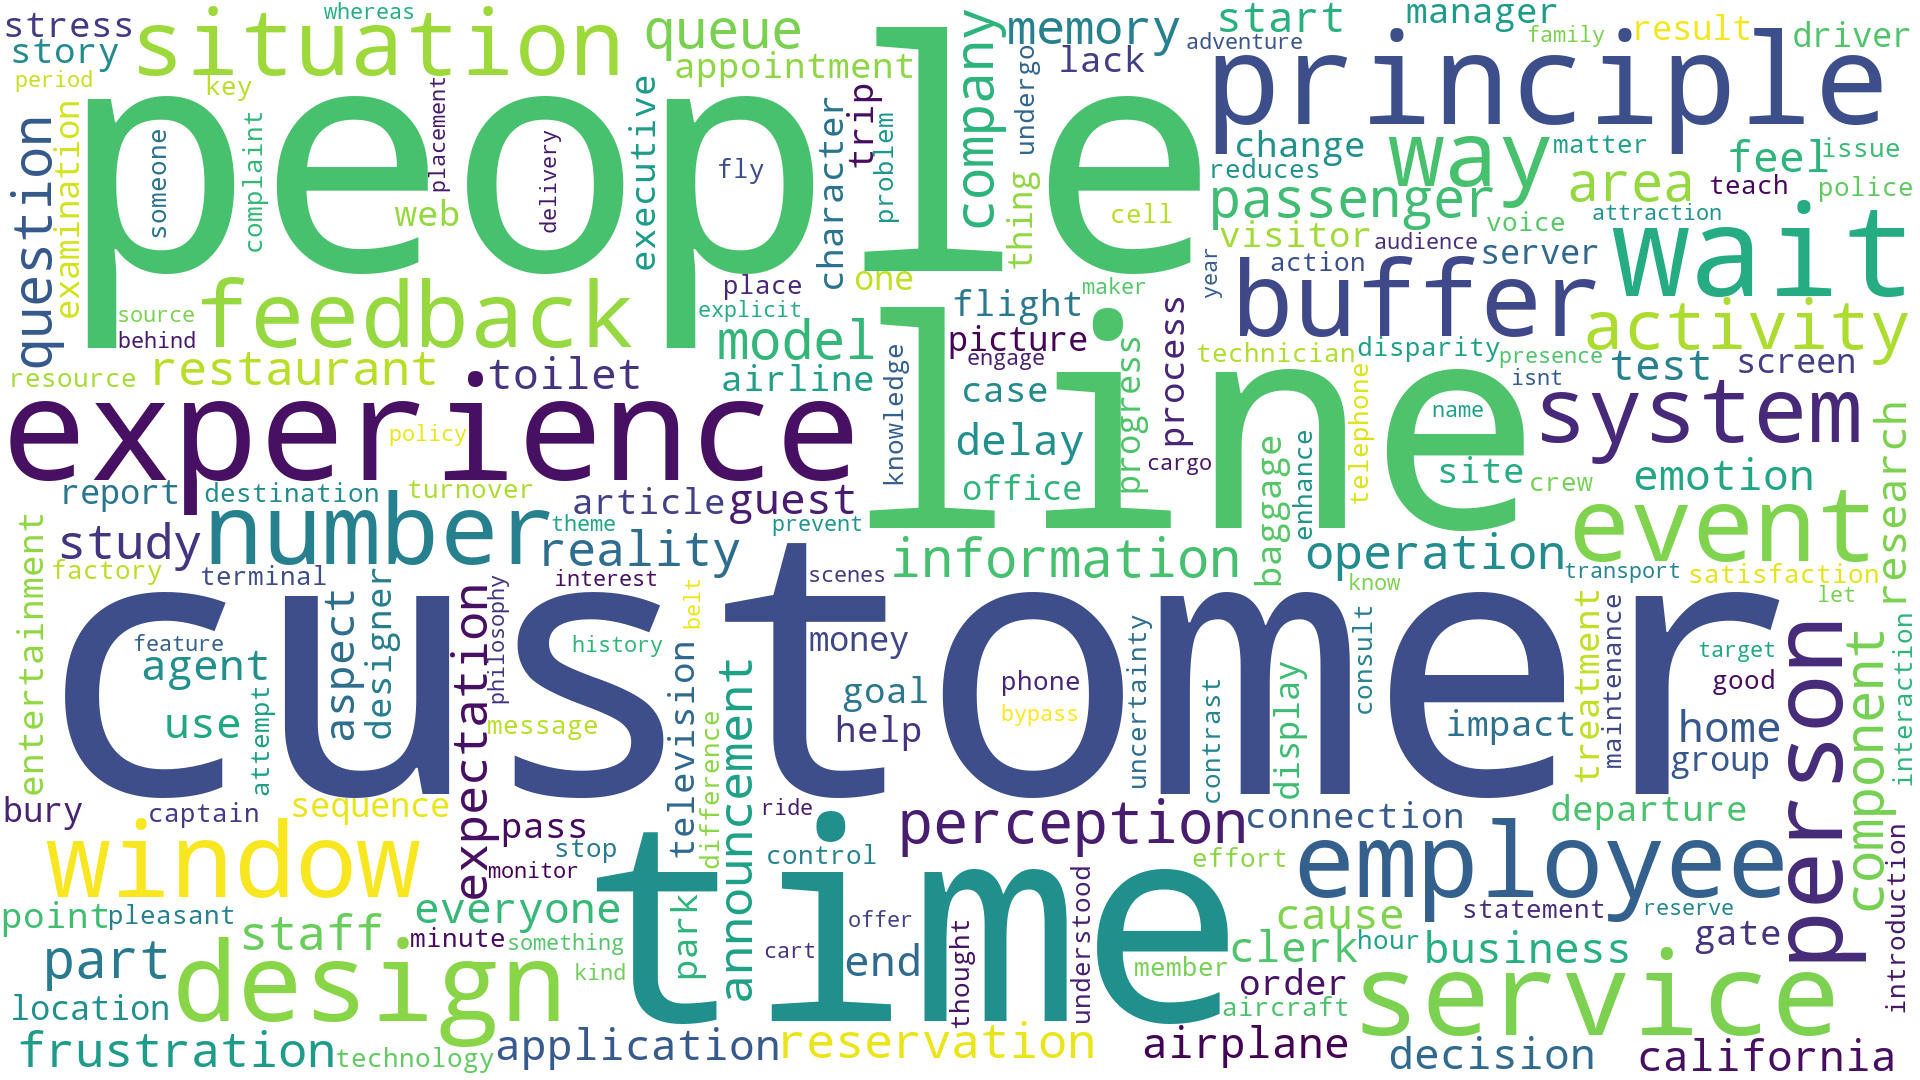 stress
whereas
situation
queue
story
period
key
people
appointment
memory
start
manager
adventure
family
result
driver
lack
principle
company
executive
placement
undergo
trip
question
examination
someone
complaint
delivery
fly
web
character
problem
thing
cell
change
way
matter
feel
issue
reduces
passenger
area
teach
police
voice
attraction
wait
visitor
audience
server
action
year
buffer
activity
feedback
source
behind
place
explicit
one
flight
maker
model
picture
engage
process
technician
disparity
presence
test
screen
isnt
resource
restaurant
toilet
airline
knowledge
case
progress
line
telephone
name
system
experience
policy
delay
cargo
baggage
enhance
site
crew
emotion
research
office
report
destination
turnover
article
guest
theme
prevent
number
study
reality
information
operation
event
factory
terminal
interest
scenes
know
transport
satisfaction
let
entertainment
customer
feature
agent
aspect
designer
expectation
philosophy
history
belt
money
uncertainty
consult
treatment
maintenance
target
good
person
component
interaction
use
attempt
message
television
difference
announcement
goal
phone
bypass
help
contrast
display
impact
home
group
bury
captain
sequence
pass
ride
perception
connection
departure
window
stop
monitor
control
effort
employee
introduction
time
point
pleasant
everyone
staff
minute
something
park
offer
cart
end
thought
understood
cause
statement
reserve
part
design
kind
member
clerk
hour
business
gate
location
order
aircraft
service
frustration
technology
application
reservation
airplane
decision
california